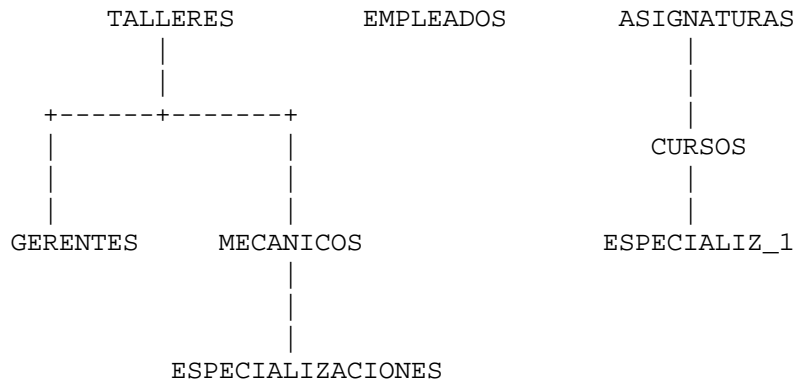 TALLERES EMPLEADOS ASIGNATURAS
CURSOS
GERENTES MECANICOS ESPECIALIZ_1
ESPECIALIZACIONES